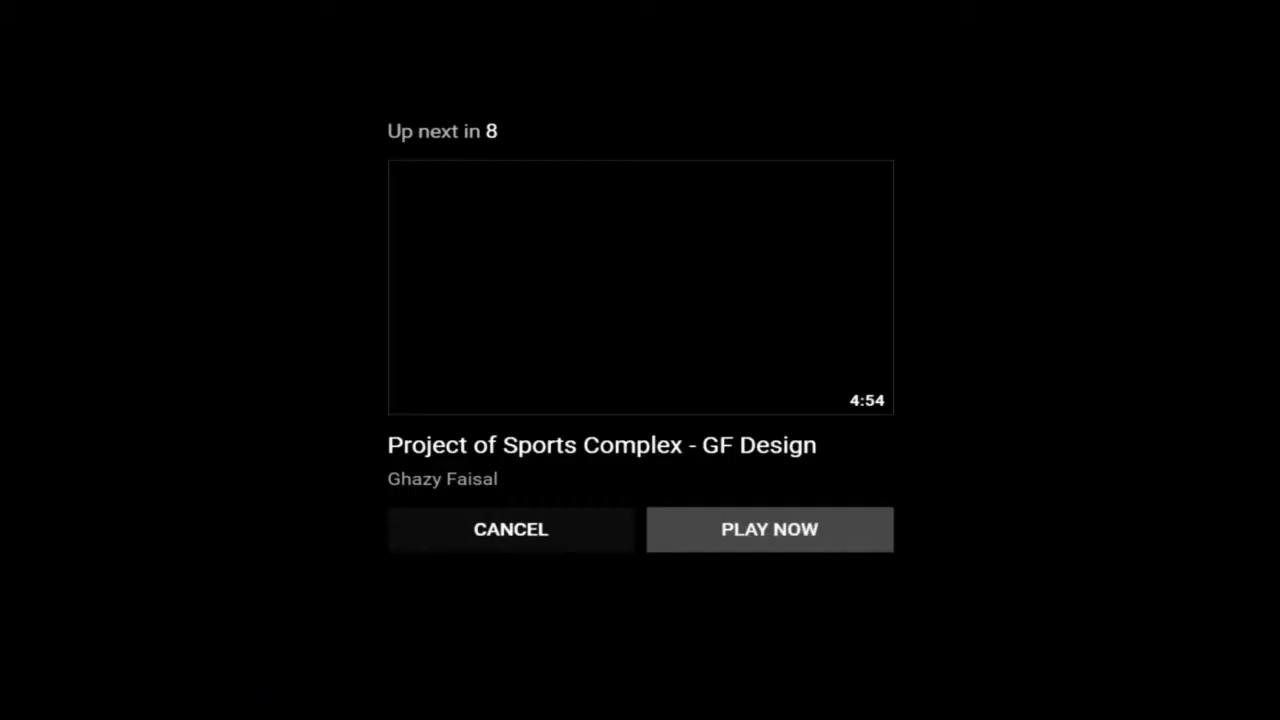 Up next in 8
4:54
Project of Sports Complex - GF Design
Ghazy Faisal
CANCEL
PLAY NOW